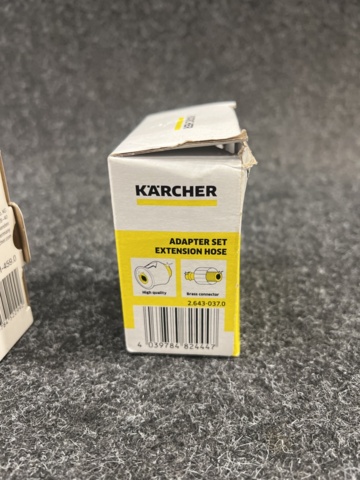 KÄRCHER
ADAPTER SET
EXTENSION HOSE
High quality
Brass connector
2.643-037.0
4 039784 824447